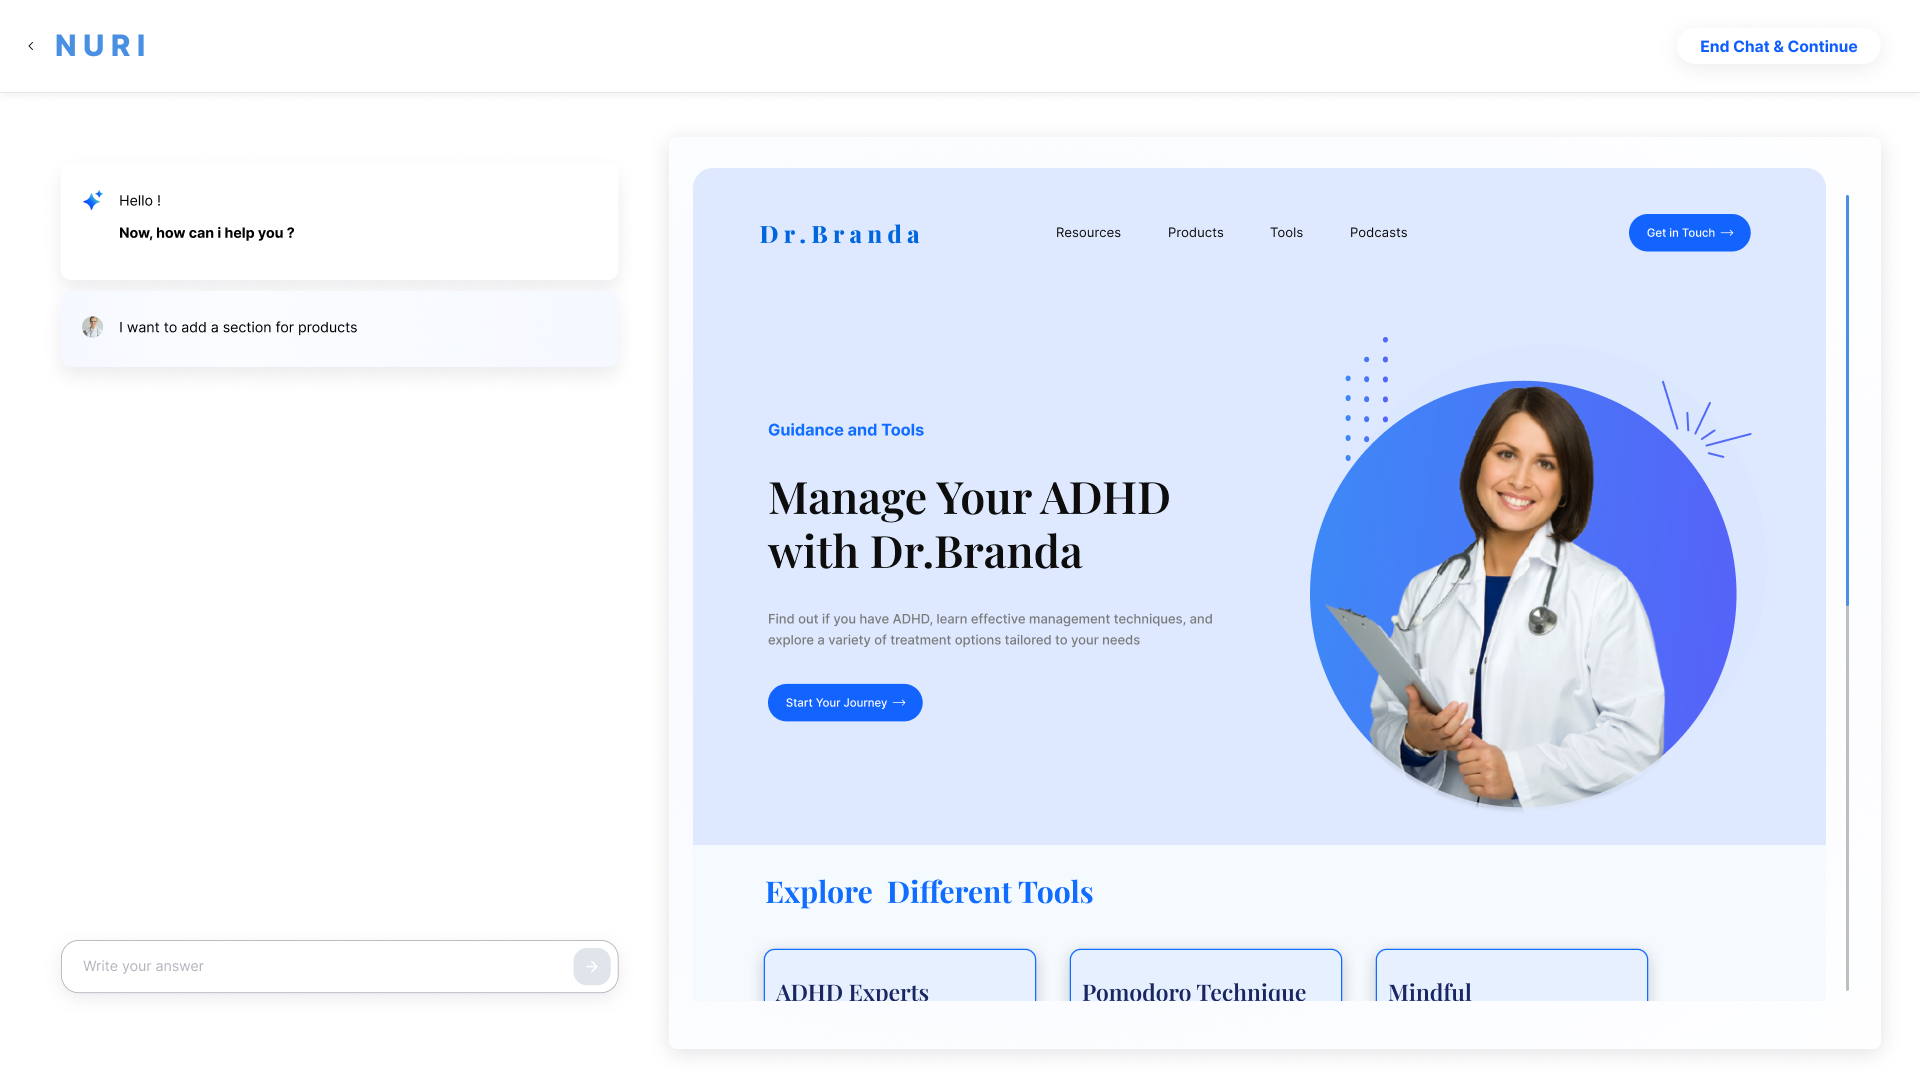 NURI
End Chat & Continue
Hello !
Now, how can i help you ?
I want to add a section for products
Write your answer
Dr.Branda
Resources
Products
Tools
Podcasts
Get in Touch
Guidance and Tools
Manage Your ADHD
with Dr.Branda
Find out if you have ADHD, learn effective management techniques, and
explore a variety of treatment options tailored to your needs
Start Your Journey
Explore Different Tools
ADHD Experts
Pomodoro Technique
Mindful